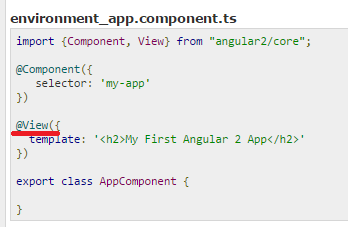 environment_app.component.ts
import {Component, View} from "angular2/core";
@Component({
selector: 'my-app'
})
@View({
template: '<h2>My First Angular 2 App</h2>'
})
export class AppComponent {
}